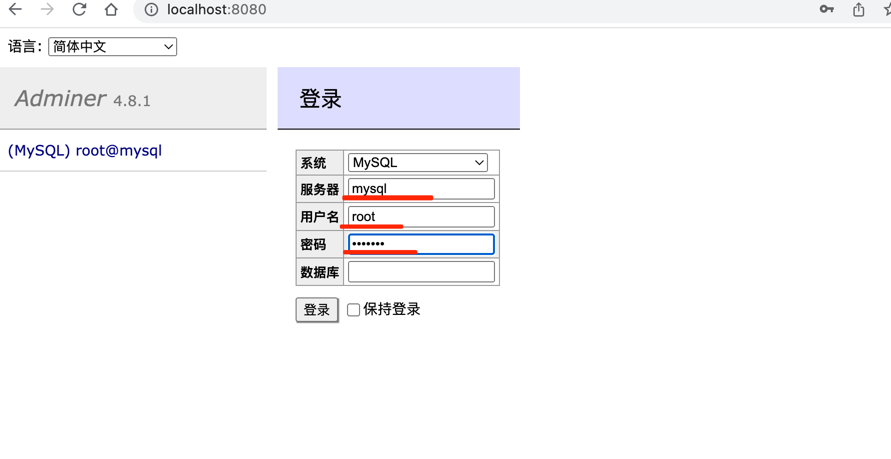 localhost:8080
语言: 简体中文
Adminer 4.8.1
(MySQL) root@mysql
登录
系统 MySQL
服务器 mysql
用户名 root
密码 •••••••
数据库
登录 保持登录